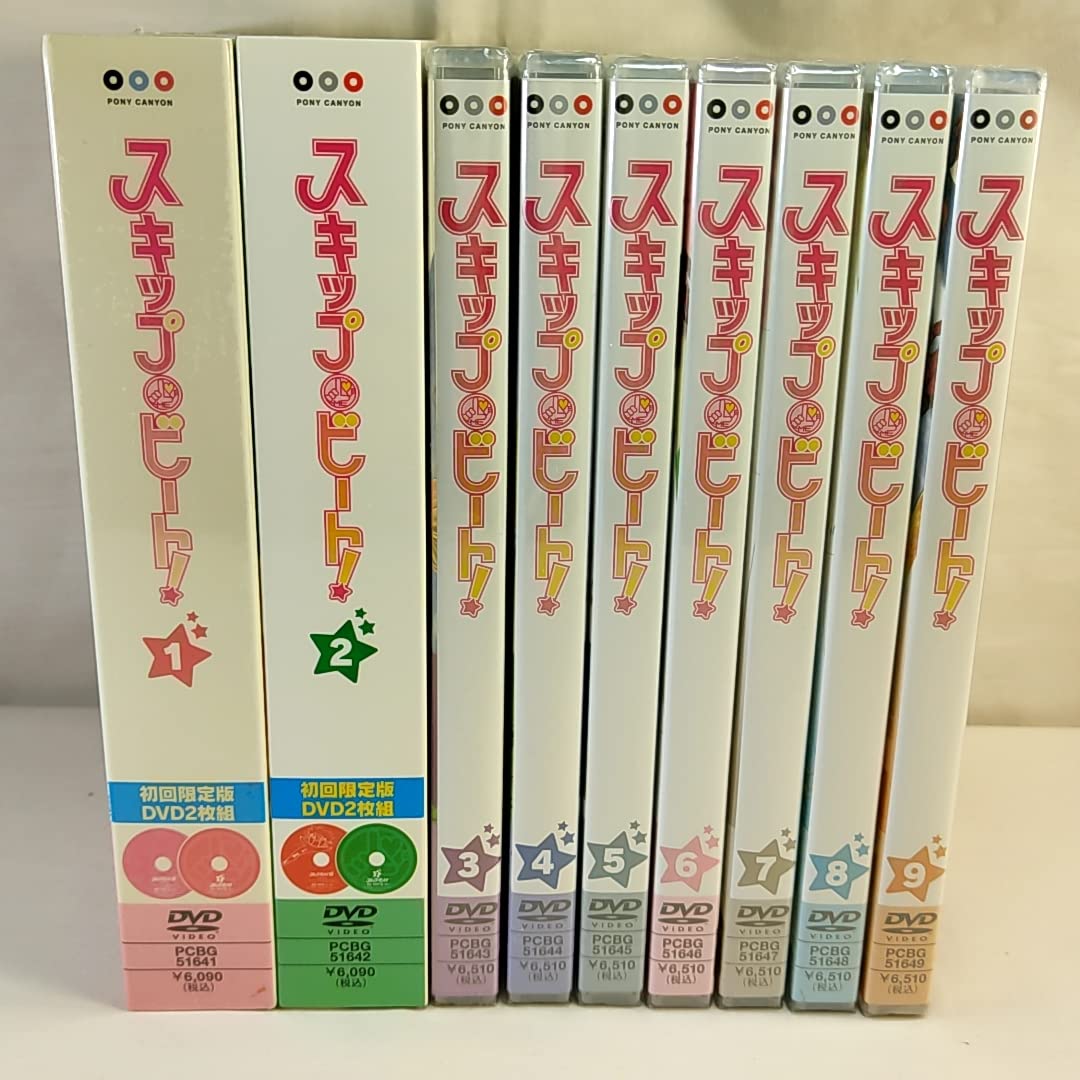 PONY CANYON
スキップ・ビート!
1
初回限定版
DVD2枚組
DVD
VIDEO
PCBG
51641
¥6,090
(税込)
PONY CANYON
スキップ・ビート!
2
初回限定版
DVD2枚組
DVD
VIDEO
PCBG
51642
¥6,090
(税込)
PONY CANYON
スキップ・ビート!
3
DVD
VIDEO
PCBG
51643
¥6,510
(税込)
PONY CANYON
スキップ・ビート!
4
DVD
VIDEO
PCBG
51644
¥6,510
(税込)
PONY CANYON
スキップ・ビート!
5
DVD
VIDEO
PCBG
51645
¥6,510
(税込)
PONY CANYON
スキップ・ビート!
6
DVD
VIDEO
PCBG
51646
¥6,510
(税込)
PONY CANYON
スキップ・ビート!
7
DVD
VIDEO
PCBG
51647
¥6,510
(税込)
PONY CANYON
スキップ・ビート!
8
DVD
VIDEO
PCBG
51648
¥6,510
(税込)
PONY CANYON
スキップ・ビート!
9
DVD
VIDEO
PCBG
51649
¥6,510
(税込)